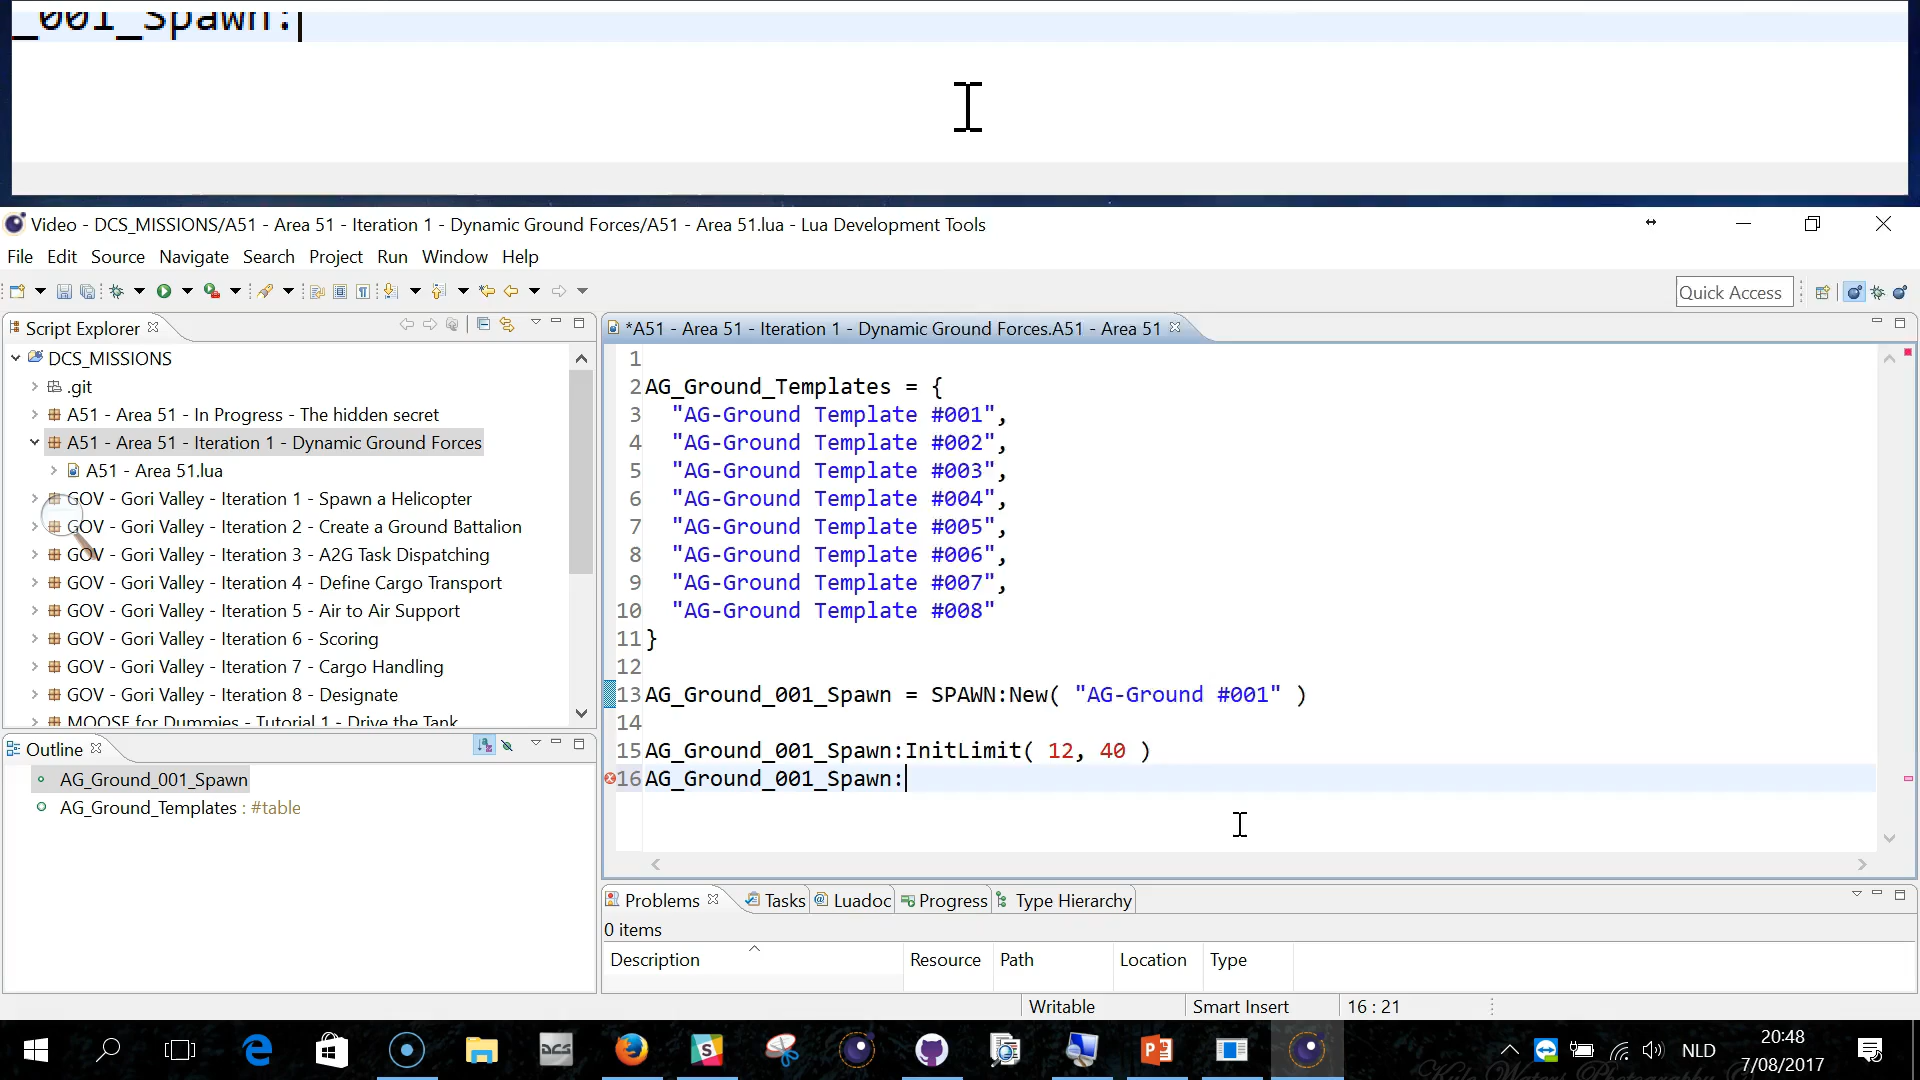 _001_Spawn:
Video - DCS_MISSIONS/A51 - Area 51 - Iteration 1 - Dynamic Ground Forces/A51 - Area 51.lua - Lua Development Tools
File Edit Source Navigate Search Project Run Window Help
Quick Access
Script Explorer
DCS_MISSIONS
.git
A51 - Area 51 - In Progress - The hidden secret
A51 - Area 51 - Iteration 1 - Dynamic Ground Forces
A51 - Area 51.lua
GOV - Gori Valley - Iteration 1 - Spawn a Helicopter
GOV - Gori Valley - Iteration 2 - Create a Ground Battalion
GOV - Gori Valley - Iteration 3 - A2G Task Dispatching
GOV - Gori Valley - Iteration 4 - Define Cargo Transport
GOV - Gori Valley - Iteration 5 - Air to Air Support
GOV - Gori Valley - Iteration 6 - Scoring
GOV - Gori Valley - Iteration 7 - Cargo Handling
GOV - Gori Valley - Iteration 8 - Designate
MOOSE for Dummies - Tutorial 1 - Drive the Tank
Outline
AG_Ground_001_Spawn
AG_Ground_Templates : #table
*A51 - Area 51 - Iteration 1 - Dynamic Ground Forces.A51 - Area 51
1
2 AG_Ground_Templates = {
3 "AG-Ground Template #001",
4 "AG-Ground Template #002",
5 "AG-Ground Template #003",
6 "AG-Ground Template #004",
7 "AG-Ground Template #005",
8 "AG-Ground Template #006",
9 "AG-Ground Template #007",
10 "AG-Ground Template #008"
11 }
12
13 AG_Ground_001_Spawn = SPAWN:New( "AG-Ground #001" )
14
15 AG_Ground_001_Spawn:InitLimit( 12, 40 )
16 AG_Ground_001_Spawn:
Problems Tasks Luadoc Progress Type Hierarchy
0 items
Description Resource Path Location Type
Writable Smart Insert 16 : 21
DCS
NLD
20:48
7/08/2017